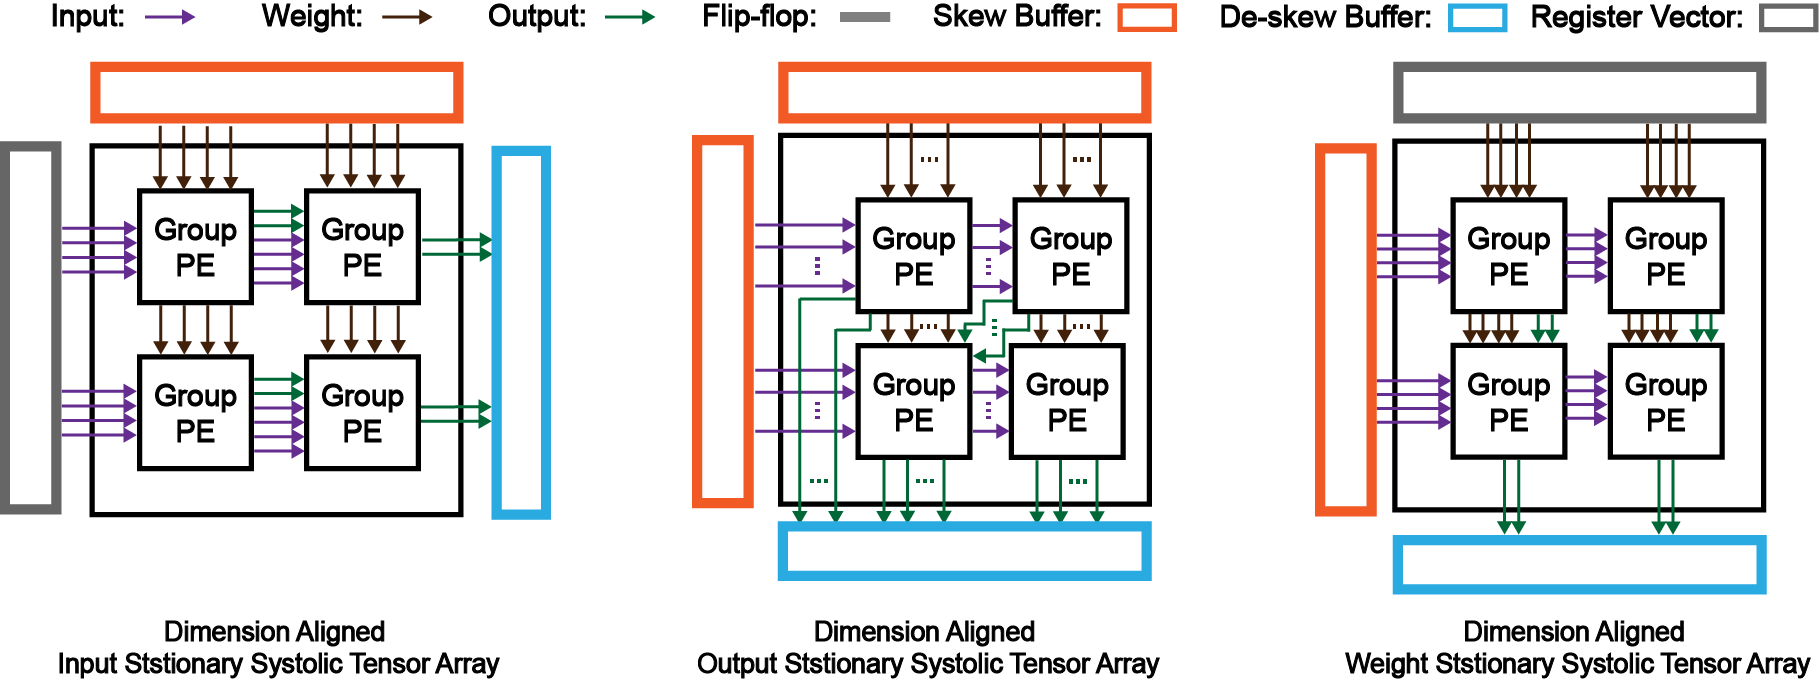 Input: Weight: Output: Flip-flop: Skew Buffer: De-skew Buffer: Register Vector:
Group PE
Group PE
Group PE
Group PE
Dimension Aligned
Input Ststionary Systolic Tensor Array
Group PE
Group PE
Group PE
Group PE
Dimension Aligned
Output Ststionary Systolic Tensor Array
Group PE
Group PE
Group PE
Group PE
Dimension Aligned
Weight Ststionary Systolic Tensor Array